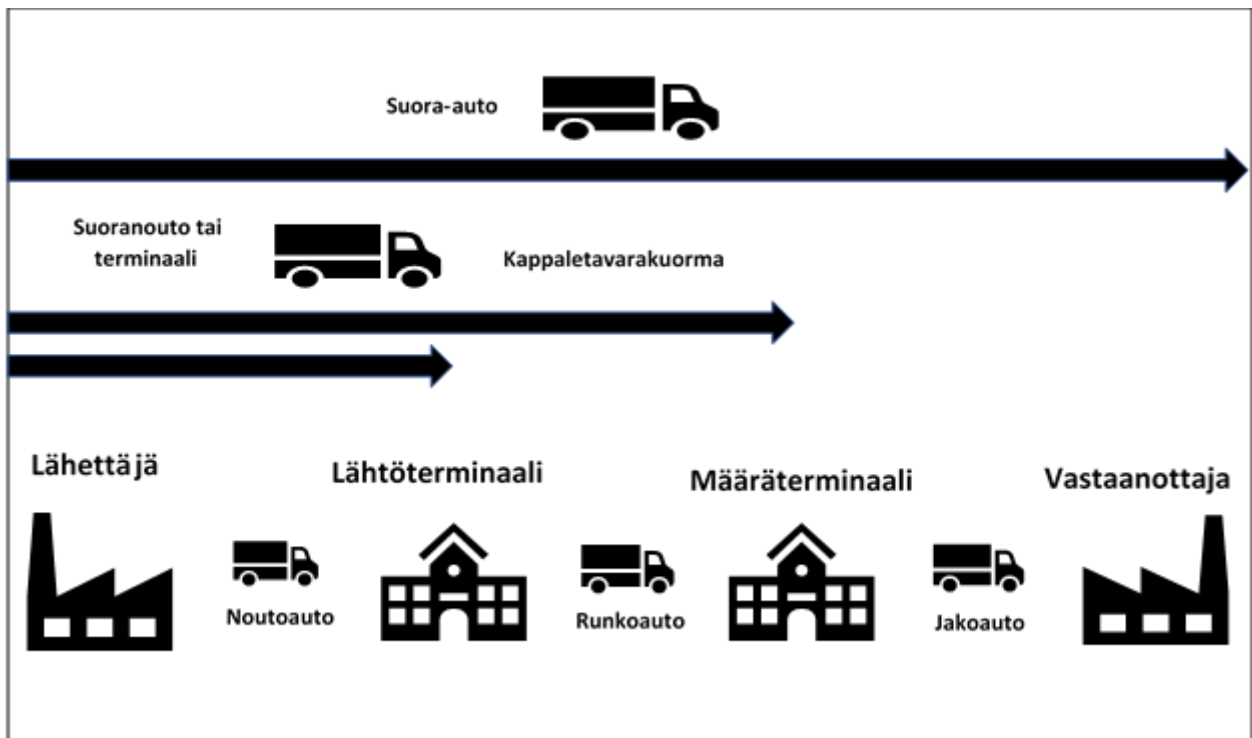 Suora-auto
Suoranouto tai
terminaali
Kappaletavarakuorma
Lähettäjä
Lähtöterminaali
Määräterminaali
Vastaanottaja
Noutoauto
Runkoauto
Jakoauto